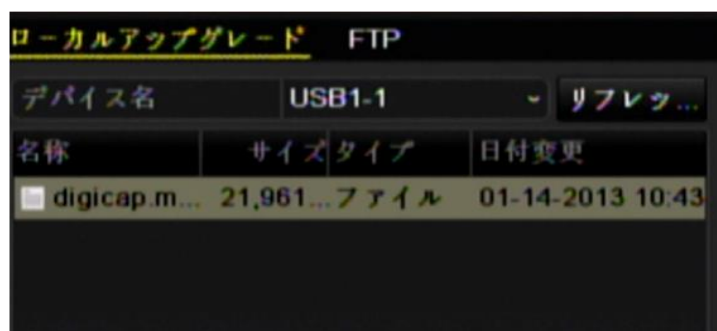 ローカルアップグレード FTP
デバイス名 USB1-1 リフレッ...
名称 サイズ タイプ 日付変更
digicap.m... 21,961... ファイル 01-14-2013 10:43